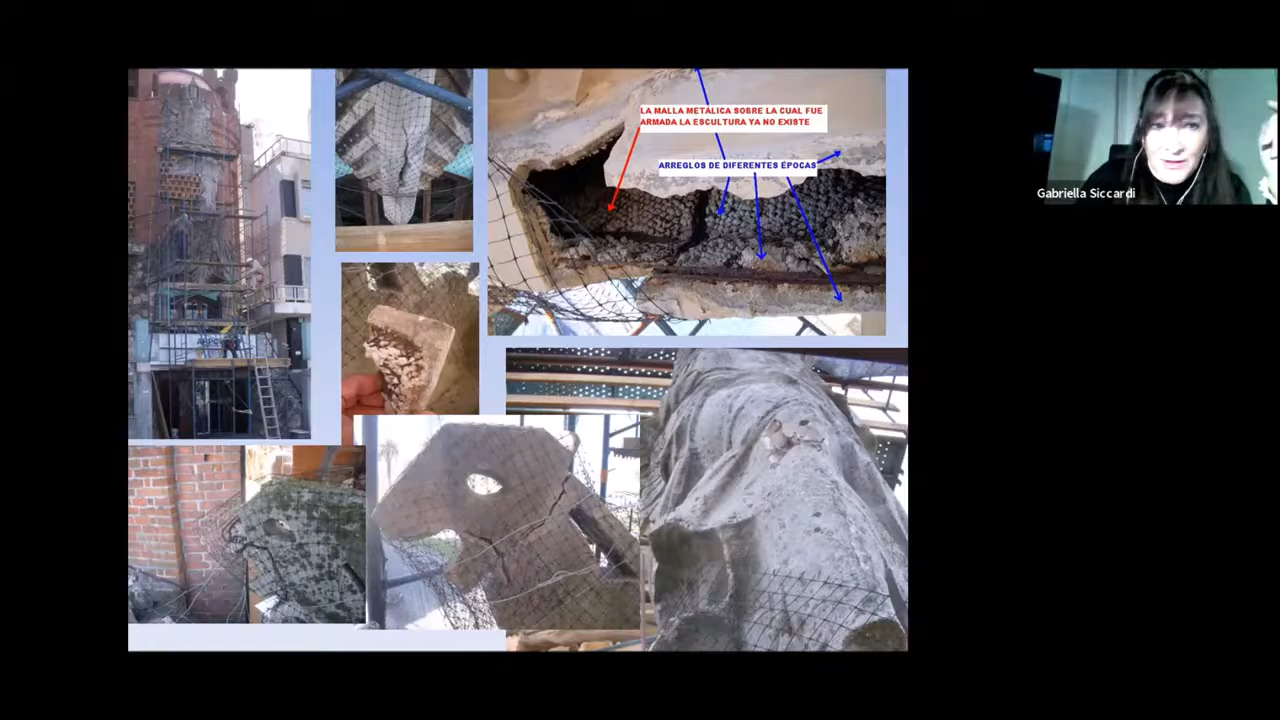 LA MALLA METÁLICA SOBRE LA CUAL FUE
ARMADA LA ESCULTURA YA NO EXISTE
ARREGLOS DE DIFERENTES ÉPOCAS
Gabriella Siccardi